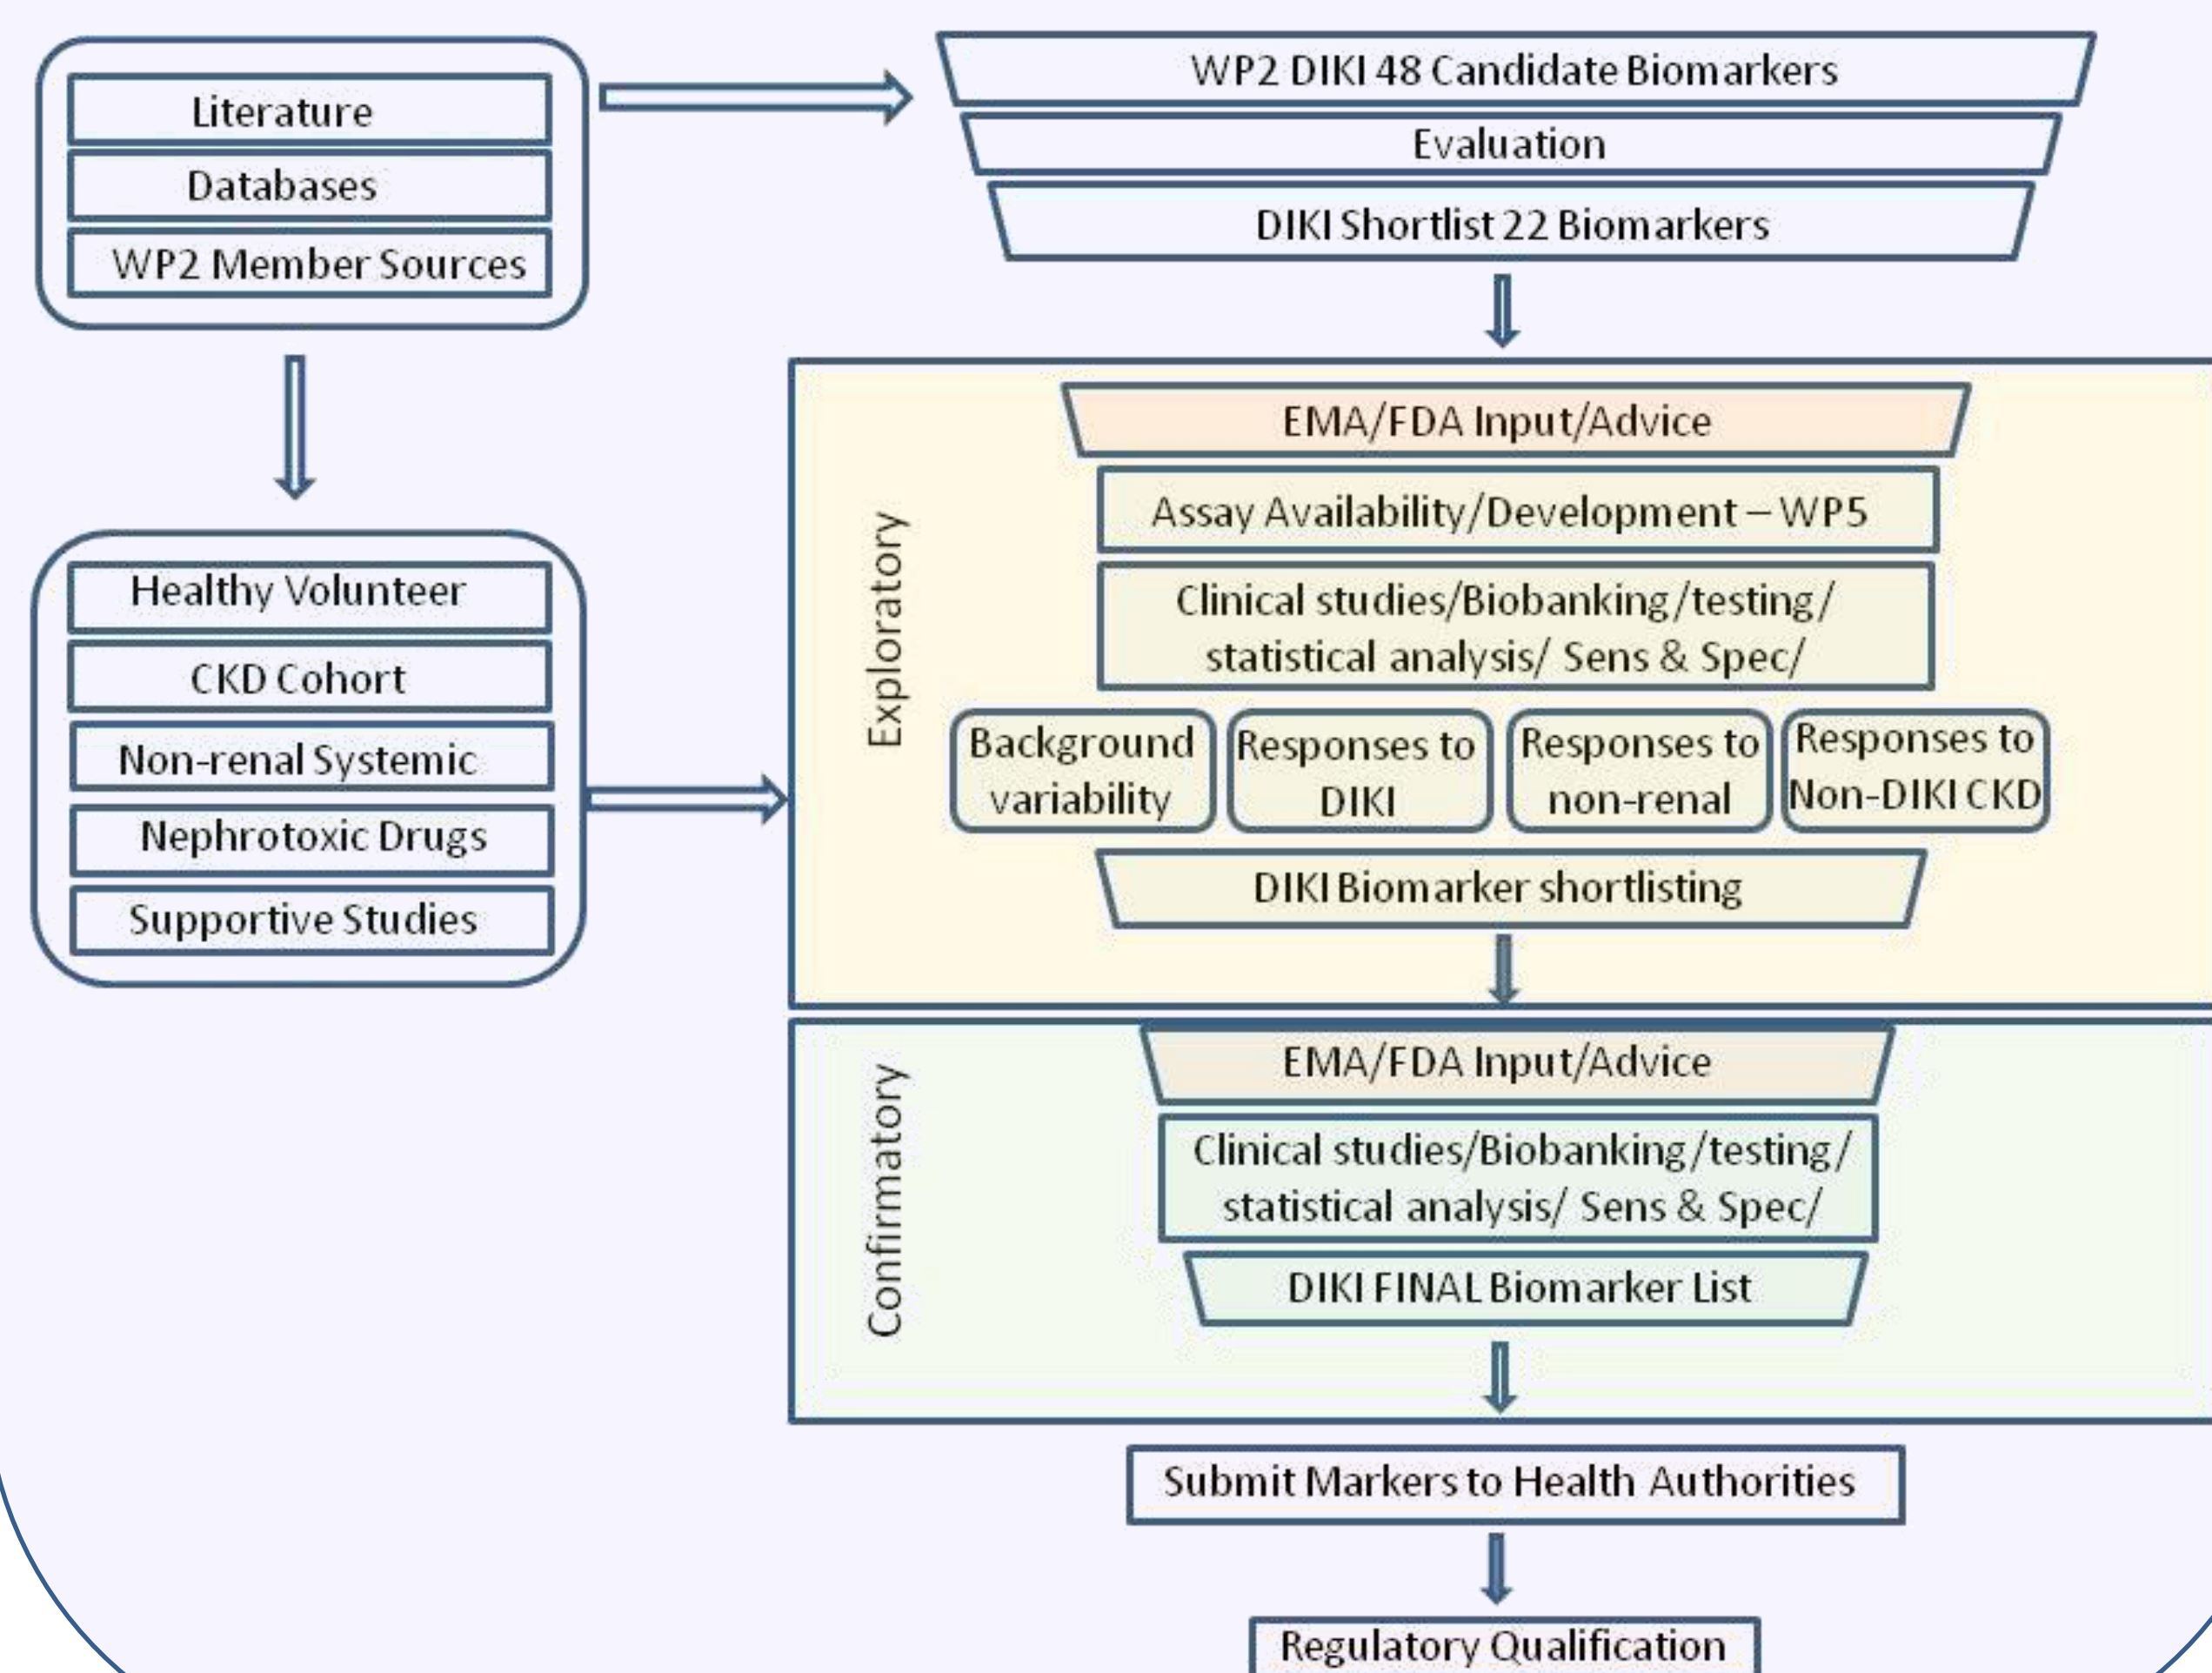 Literature
Databases
WP2 Member Sources
WP2 DIKI 48 Candidate Biomarkers
Evaluation
DIKI Shortlist 22 Biomarkers
Healthy Volunteer
CKD Cohort
Non-renal Systemic
Nephrotoxic Drugs
Supportive Studies
Exploratory
EMA/FDA Input/Advice
Assay Availability/Development – WP5
Clinical studies/Biobanking/testing/
statistical analysis/ Sens & Spec/
Background
variability
Responses to
DIKI
Responses to
non-renal
Responses to
Non-DIKI CKD
DIKI Biomarker shortlisting
Confirmatory
EMA/FDA Input/Advice
Clinical studies/Biobanking/testing/
statistical analysis/ Sens & Spec/
DIKI FINAL Biomarker List
Submit Markers to Health Authorities
Regulatory Qualification